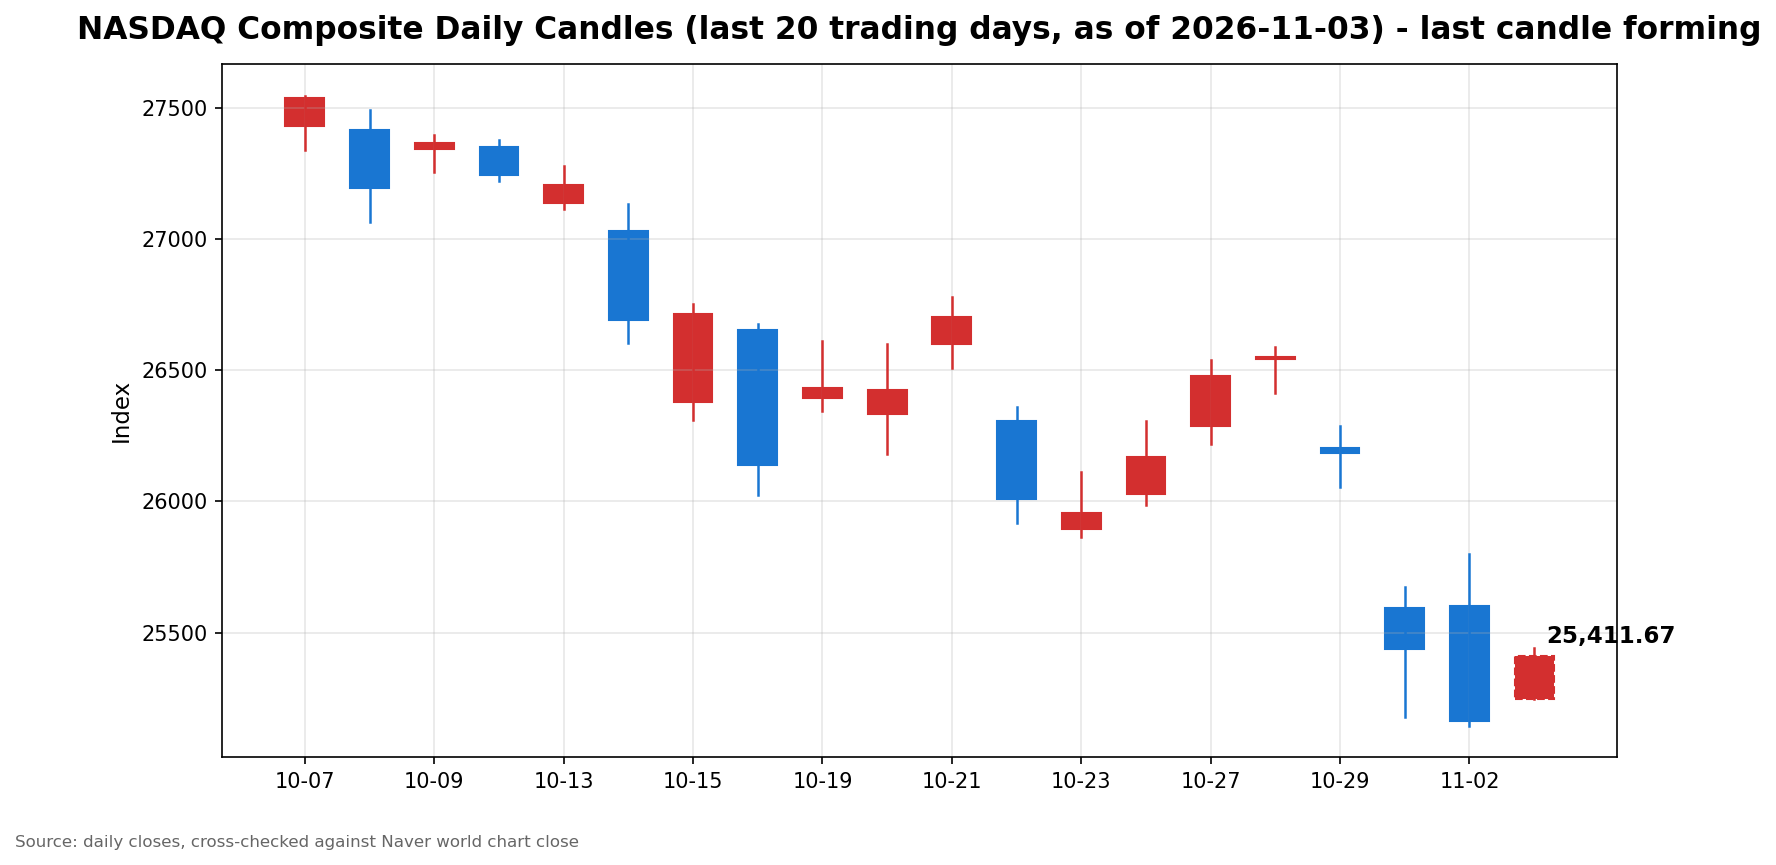 NASDAQ Composite Daily Candles (last 20 trading days, as of 2026-11-03) - last candle forming
27500
27000
26500
26000
25500
Index
25,411.67
10-07 10-09 10-13 10-15 10-19 10-21 10-23 10-27 10-29 11-02
Source: daily closes, cross-checked against Naver world chart close